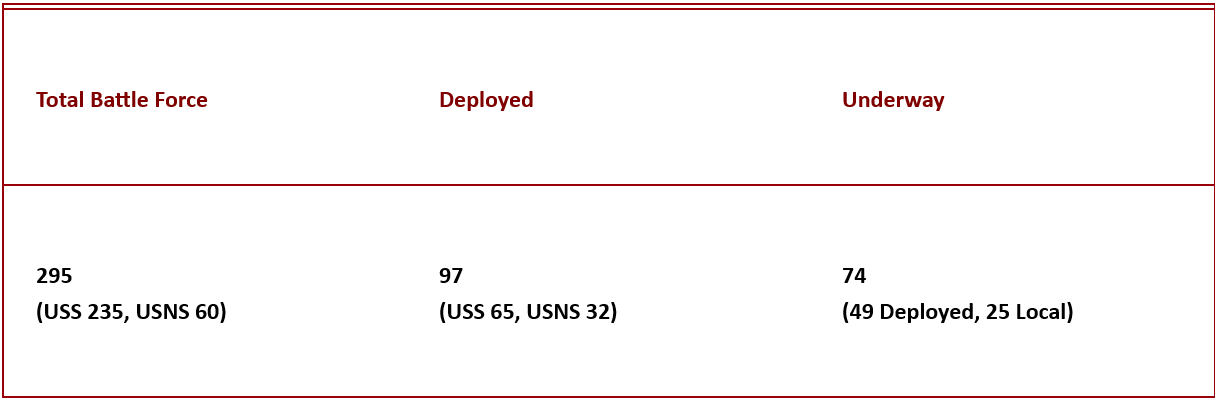 Total Battle Force
Deployed
Underway
295
(USS 235, USNS 60)
97
(USS 65, USNS 32)
74
(49 Deployed, 25 Local)